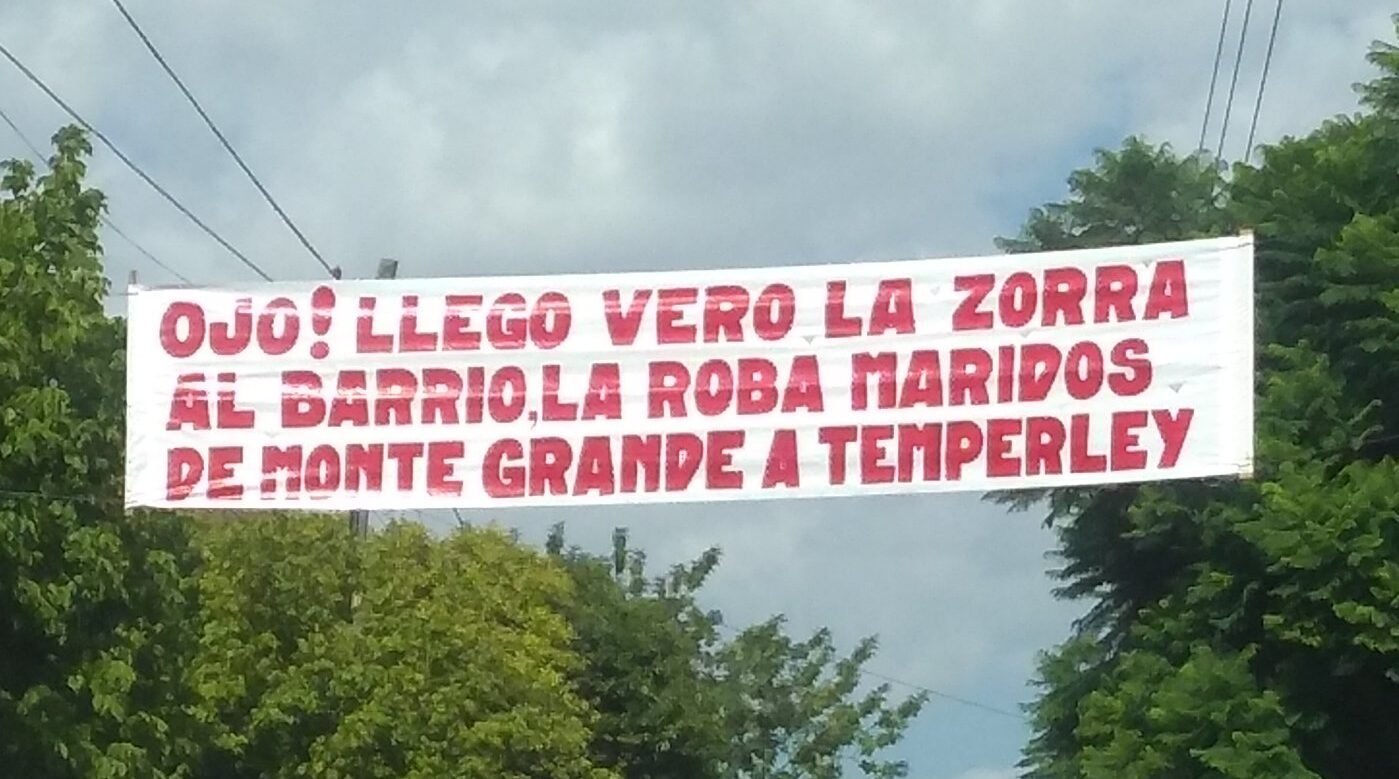 OJO! LLEGO VERO LA ZORRA
AL BARRIO, LA ROBA MARIDOS
DE MONTE GRANDE A TEMPERLEY